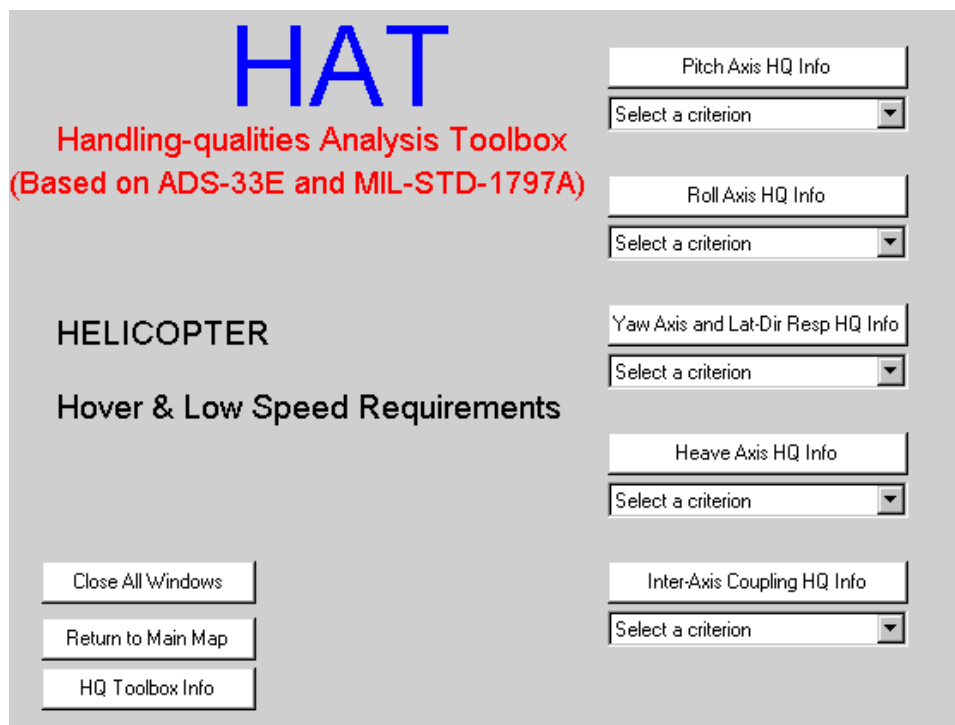 HAT
Handling-qualities Analysis Toolbox
(Based on ADS-33E and MIL-STD-1797A)
HELICOPTER
Hover & Low Speed Requirements
Close All Windows
Return to Main Map
HQ Toolbox Info
Pitch Axis HQ Info
Select a criterion
Roll Axis HQ Info
Select a criterion
Yaw Axis and Lat-Dir Resp HQ Info
Select a criterion
Heave Axis HQ Info
Select a criterion
Inter-Axis Coupling HQ Info
Select a criterion